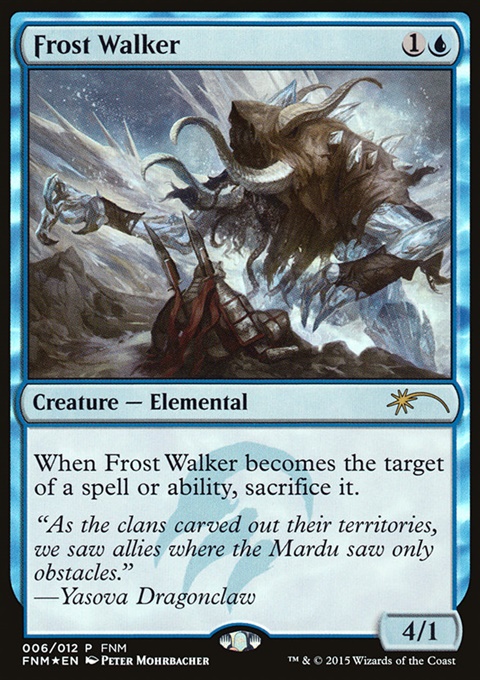 Frost Walker 1
Creature — Elemental
When Frost Walker becomes the target
of a spell or ability, sacrifice it.
“As the clans carved out their territories,
we saw allies where the Mardu saw only
obstacles.”
—Yasova Dragonclaw
4/1
006/012 P FNM
FNM★EN Peter Mohrbacher
™ & © 2015 Wizards of the Coast